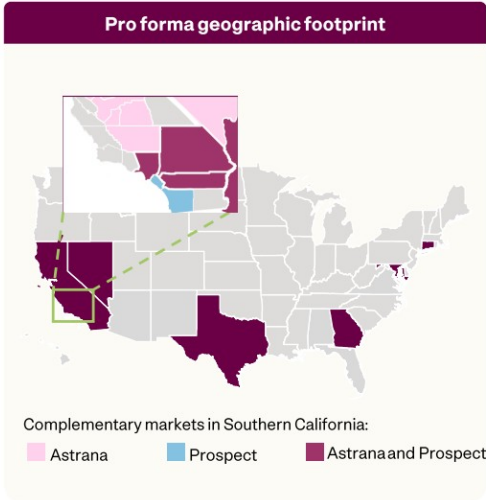 Pro forma geographic footprint
Complementary markets in Southern California:
Astrana
Prospect
Astrana and Prospect